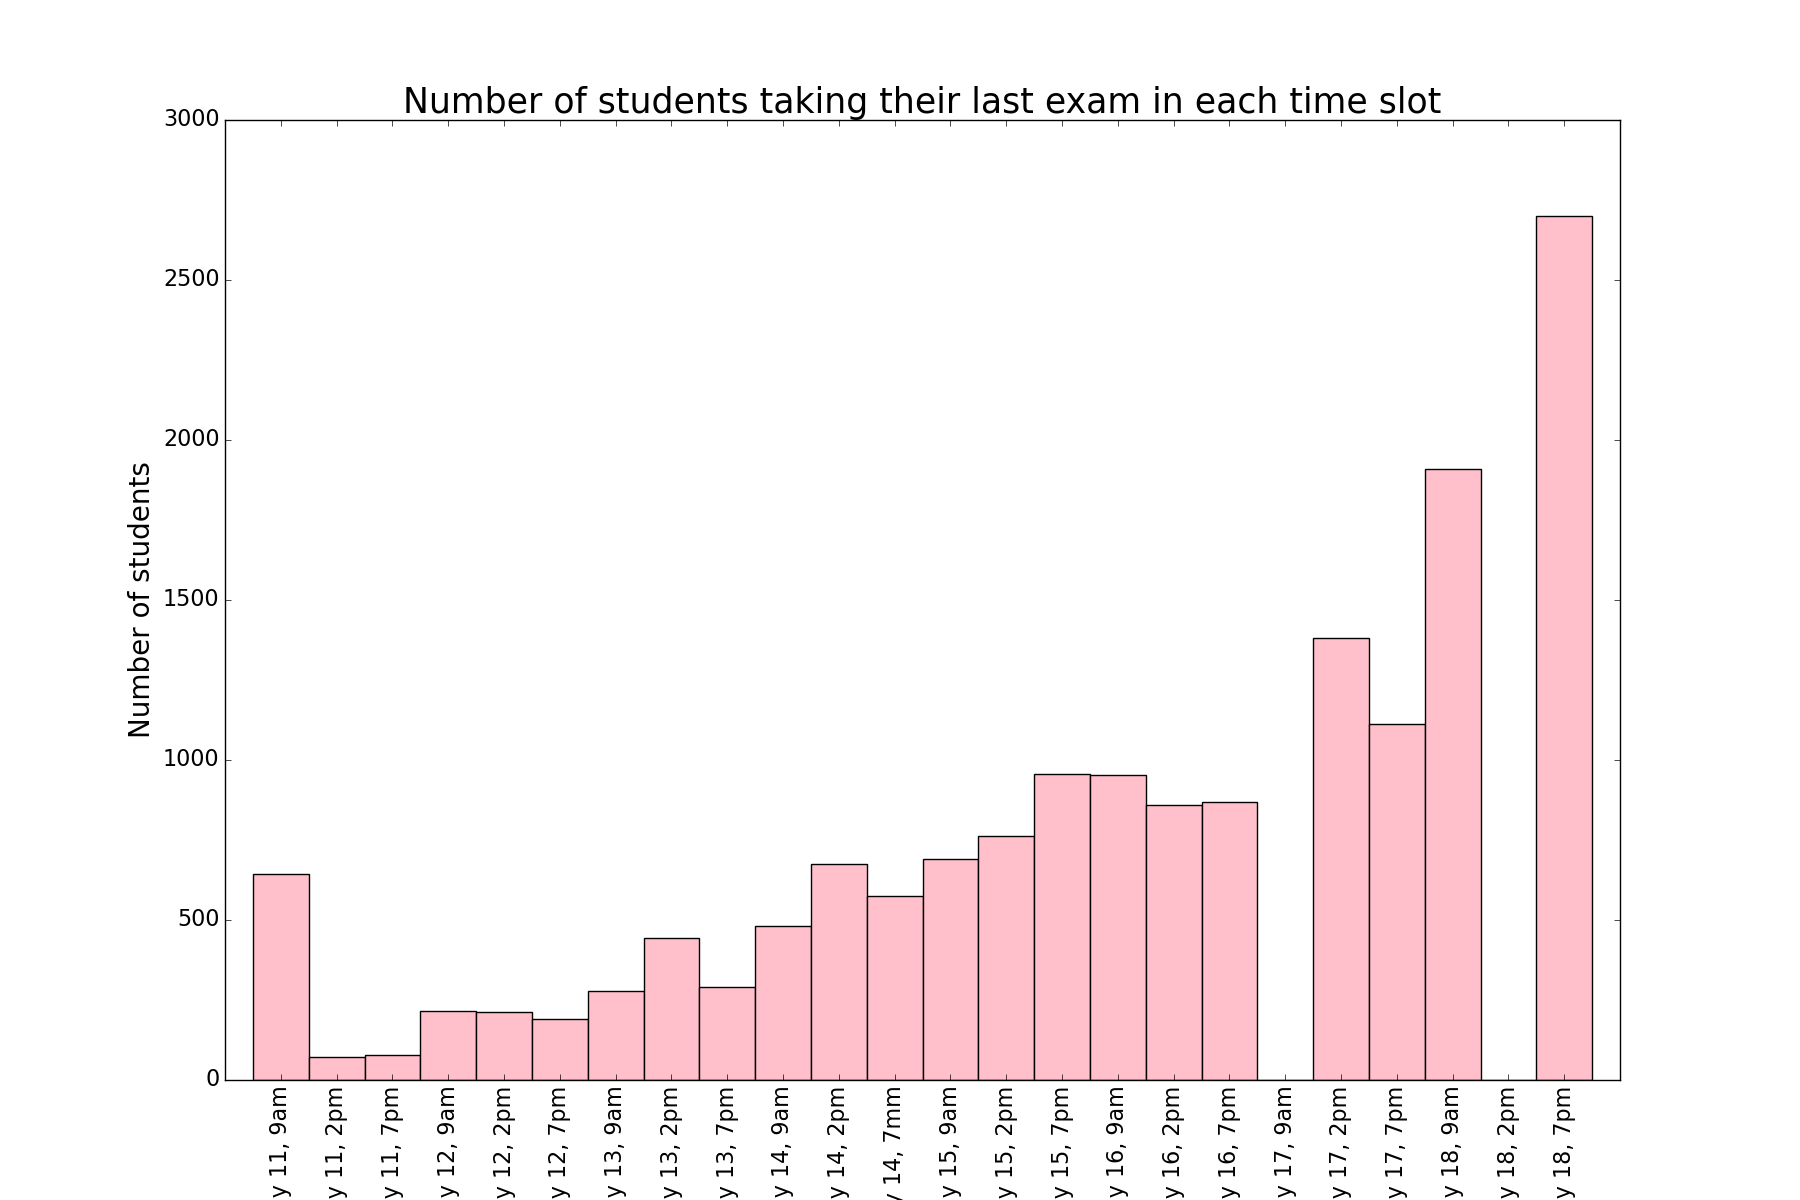 Number of students taking their last exam in each time slot
3000
2500
2000
1500
1000
500
0
Number of students
y 11, 9am
y 11, 2pm
y 11, 7pm
y 12, 9am
y 12, 2pm
y 12, 7pm
y 13, 9am
y 13, 2pm
y 13, 7pm
y 14, 9am
y 14, 2pm
y 14, 7mm
y 15, 9am
y 15, 2pm
y 15, 7pm
y 16, 9am
y 16, 2pm
y 16, 7pm
y 17, 9am
y 17, 2pm
y 17, 7pm
y 18, 9am
y 18, 2pm
y 18, 7pm